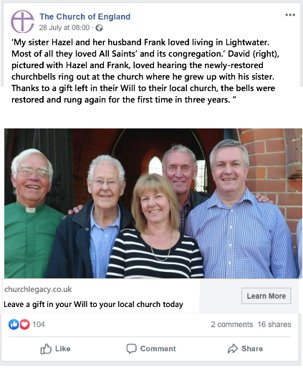 The Church of England
28 July at 08:00 ·
'My sister Hazel and her husband Frank loved living in Lightwater.
Most of all they loved All Saints' and its congregation.' David (right),
pictured with Hazel and Frank, loved hearing the newly-restored
churchbells ring out at the church where he grew up with his sister.
Thanks to a gift left in their Will to their local church, the bells were
restored and rung again for the first time in three years. "
churchlegacy.co.uk
Leave a gift in your Will to your local church today
Learn More
104
2 comments 16 shares
Like
Comment
Share